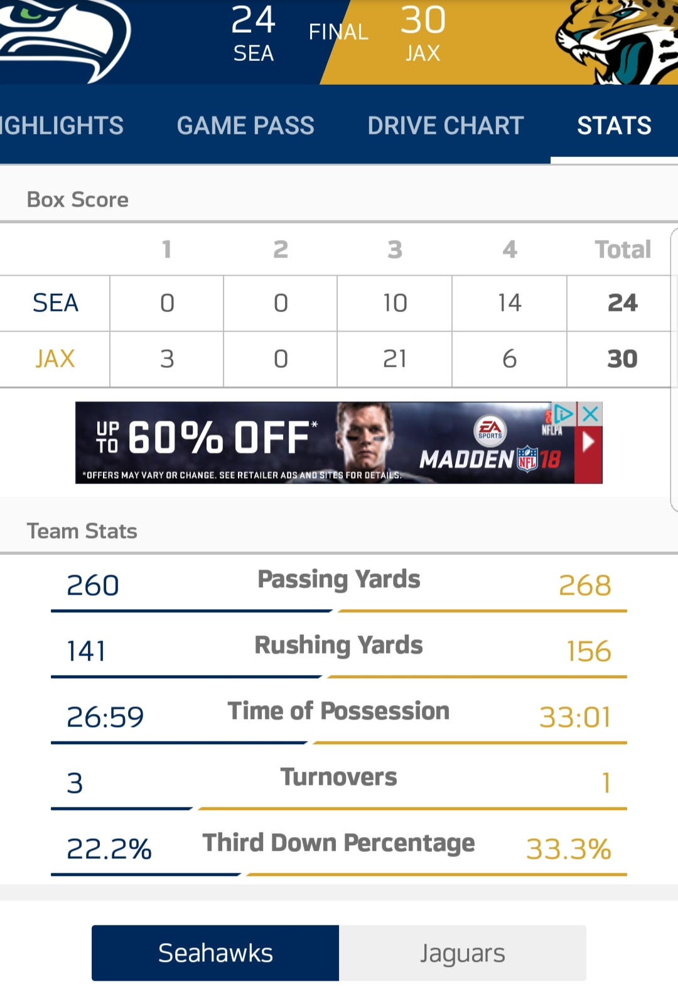 24 FINAL 30
SEA JAX
IGHLIGHTS GAME PASS DRIVE CHART STATS
Box Score
1 2 3 4 Total
SEA 0 0 10 14 24
JAX 3 0 21 6 30
UP TO 60% OFF*
*OFFERS MAY VARY OR CHANGE. SEE RETAILER ADS AND SITES FOR DETAILS.
EA SPORTS
NFLPA
MADDEN NFL 18
Team Stats
260 Passing Yards 268
141 Rushing Yards 156
26:59 Time of Possession 33:01
3 Turnovers 1
22.2% Third Down Percentage 33.3%
Seahawks Jaguars